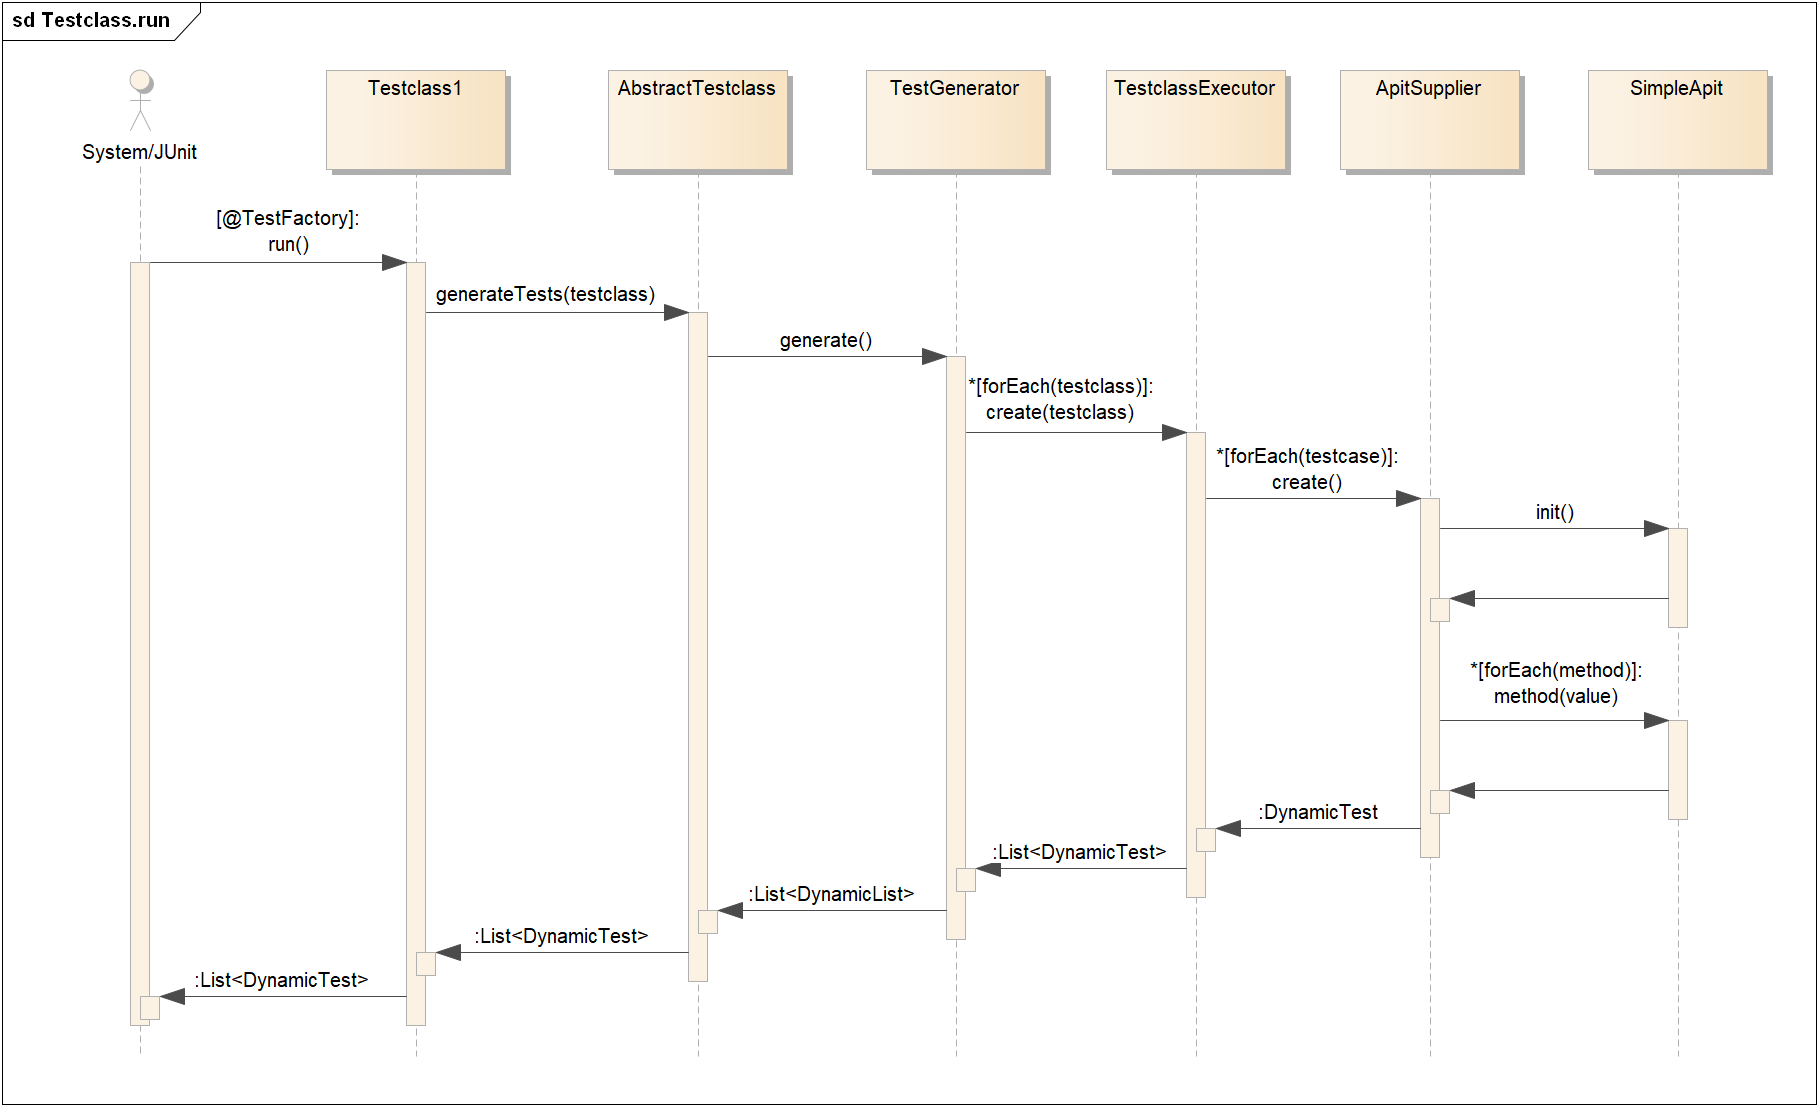 sd Testclass.run
System/JUnit
Testclass1
AbstractTestclass
TestGenerator
TestclassExecutor
ApitSupplier
SimpleApit
[@TestFactory]:
run()
generateTests(testclass)
generate()
*[forEach(testclass)]:
create(testclass)
*[forEach(testcase)]:
create()
init()
*[forEach(method)]:
method(value)
:DynamicTest
:List<DynamicTest>
:List<DynamicList>
:List<DynamicTest>
:List<DynamicTest>